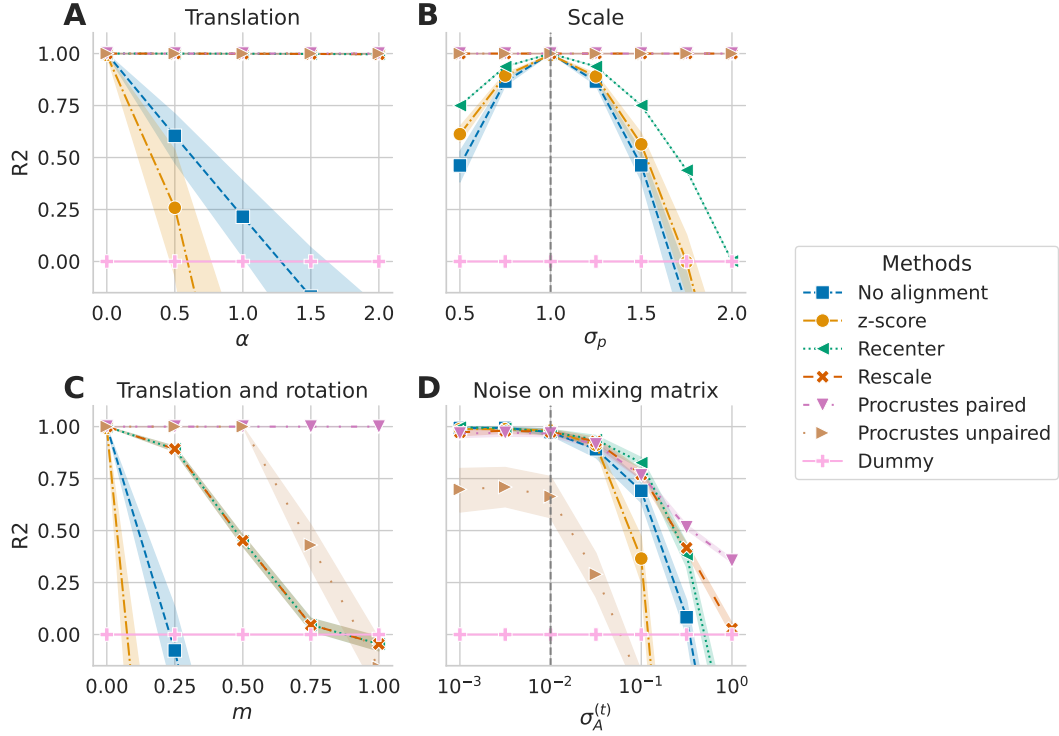 A Translation
1.00
0.75
0.50
0.25
0.00
R2
0.0 0.5 1.0 1.5 2.0
α
B Scale
0.5 1.0 1.5 2.0
σp
C Translation and rotation
1.00
0.75
0.50
0.25
0.00
R2
0.00 0.25 0.50 0.75 1.00
m
D Noise on mixing matrix
10⁻³ 10⁻² 10⁻¹ 10⁰
σA(t)
Methods
No alignment
z-score
Recenter
Rescale
Procrustes paired
Procrustes unpaired
Dummy